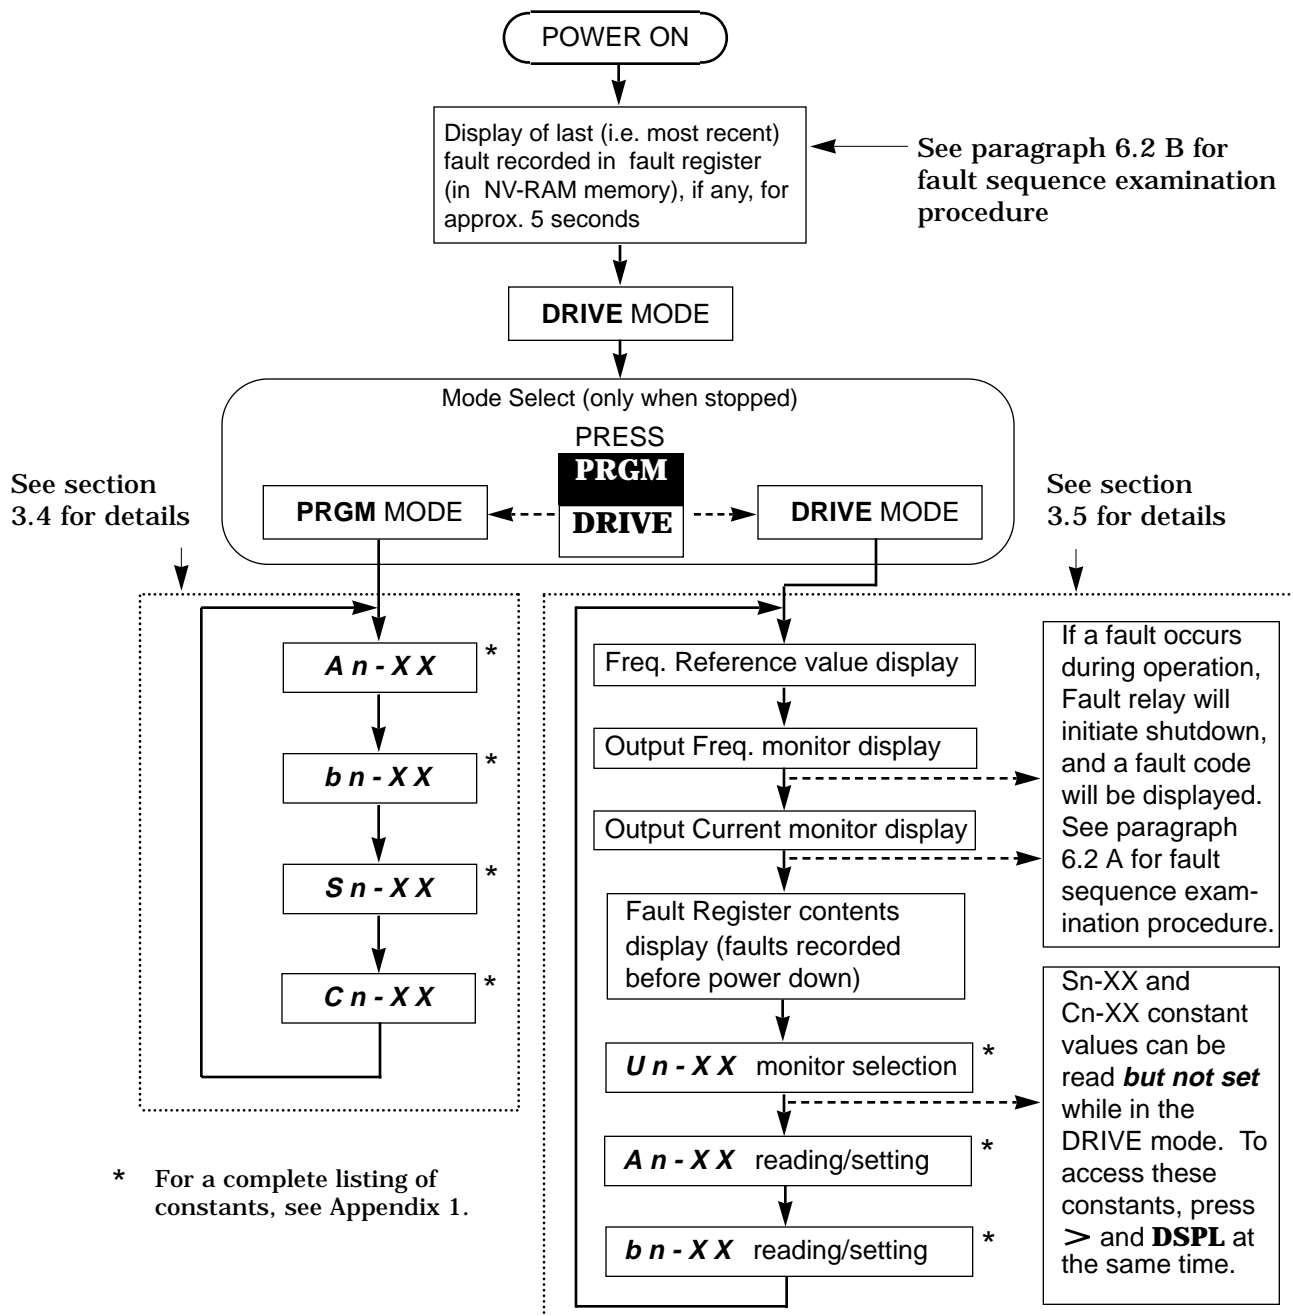 POWER ON
Display of last (i.e. most recent)
fault recorded in fault register
(in NV-RAM memory), if any, for
approx. 5 seconds
See paragraph 6.2 B for
fault sequence examination
procedure
DRIVE MODE
Mode Select (only when stopped)
PRESS
PRGM
DRIVE
PRGM MODE
DRIVE MODE
See section
3.4 for details
See section
3.5 for details
An-XX *
bn-XX *
Sn-XX *
Cn-XX *
* For a complete listing of
constants, see Appendix 1.
Freq. Reference value display
Output Freq. monitor display
Output Current monitor display
Fault Register contents
display (faults recorded
before power down)
Un-XX monitor selection *
An-XX reading/setting *
bn-XX reading/setting *
If a fault occurs
during operation,
Fault relay will
initiate shutdown,
and a fault code
will be displayed.
See paragraph
6.2 A for fault
sequence exam-
ination procedure.
Sn-XX and
Cn-XX constant
values can be
read but not set
while in the
DRIVE mode. To
access these
constants, press
> and DSPL at
the same time.